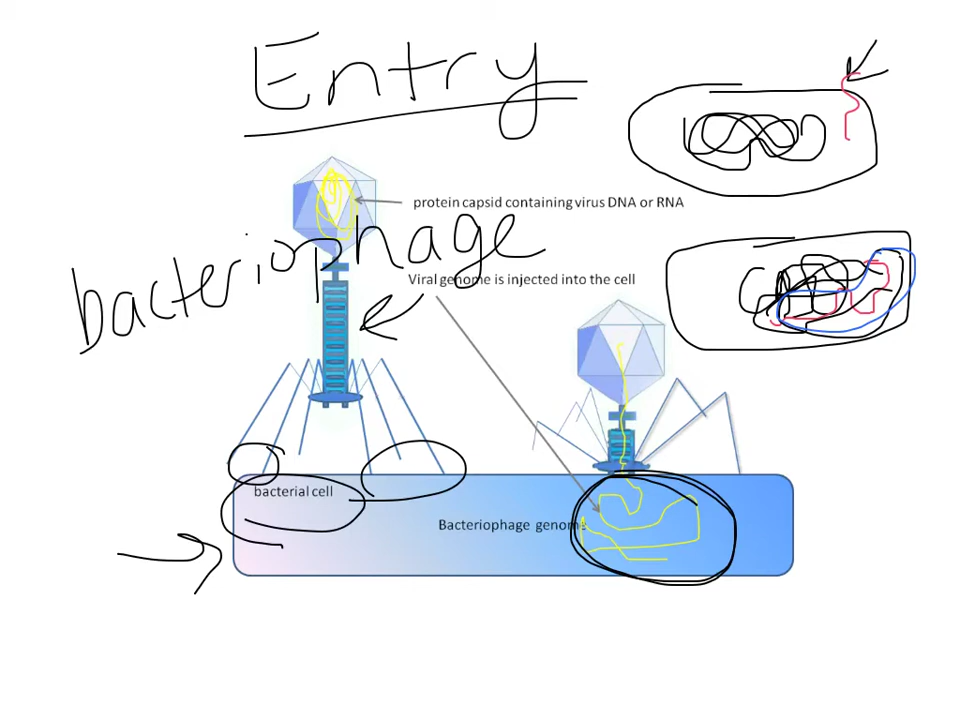 Entry
protein capsid containing virus DNA or RNA
bacteriophage
Viral genome is injected into the cell
bacterial cell
Bacteriophage genome